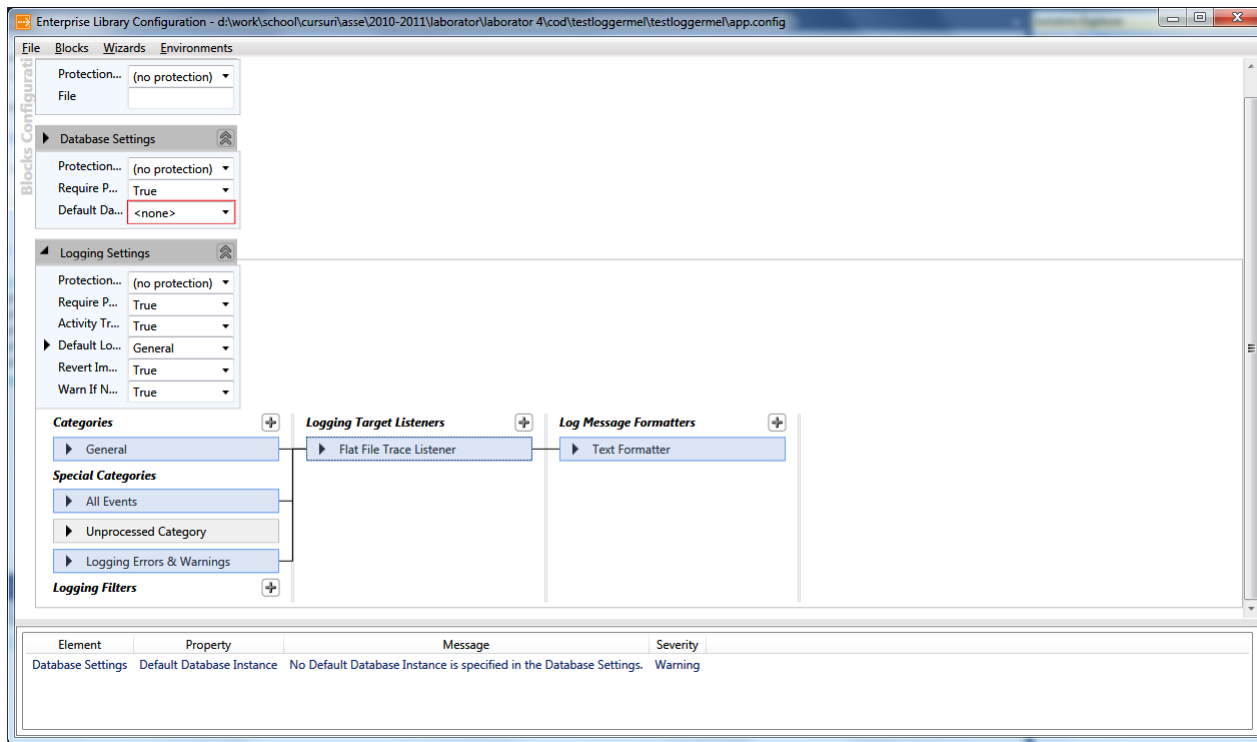 Enterprise Library Configuration - d:\work\school\cursuri\asse\2010-2011\laborator\laborator 4\cod\testloggermel\testloggermel\app.config
File Blocks Wizards Environments
Blocks Configurati
Protection... (no protection)
File
Database Settings
Protection... (no protection)
Require P... True
Default Da... <none>
Logging Settings
Protection... (no protection)
Require P... True
Activity Tr... True
Default Lo... General
Revert Im... True
Warn If N... True
Categories Logging Target Listeners Log Message Formatters
General Flat File Trace Listener Text Formatter
Special Categories
All Events
Unprocessed Category
Logging Errors & Warnings
Logging Filters
Element Property Message Severity
Database Settings Default Database Instance No Default Database Instance is specified in the Database Settings. Warning